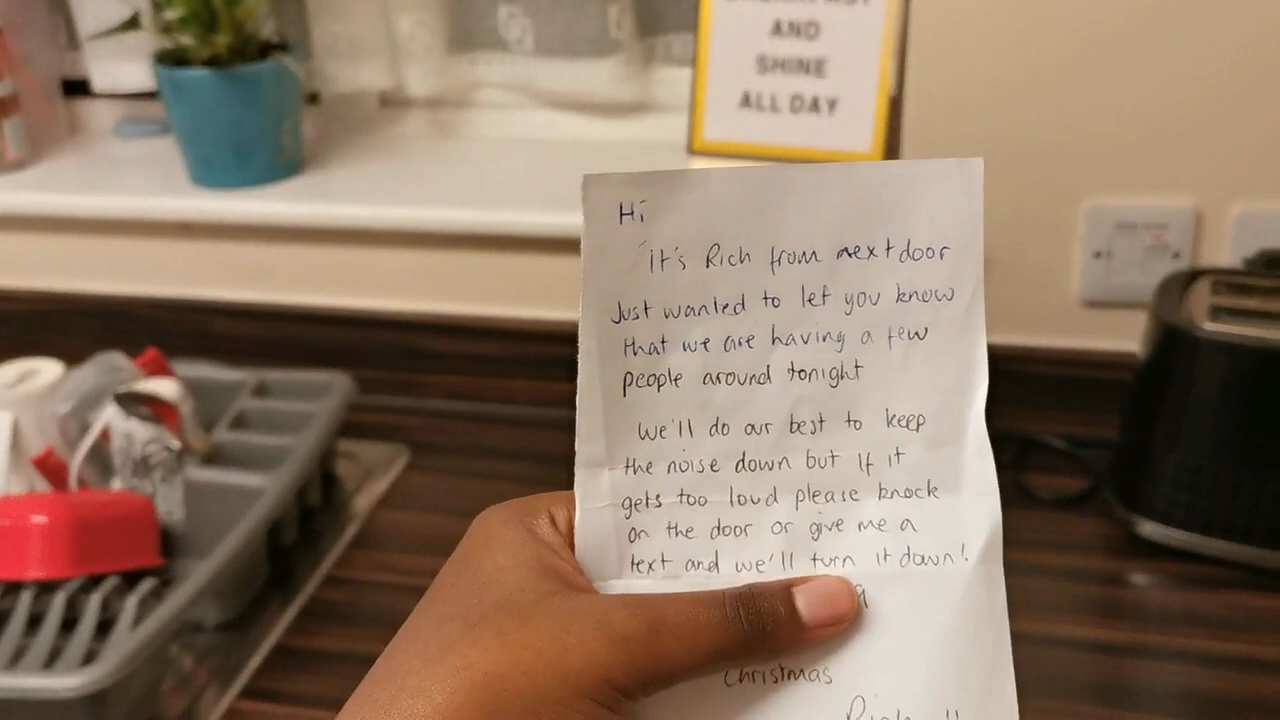 AND
SHINE
ALL DAY
Hi
It's Rich from next door
Just wanted to let you know
that we are having a few
people around tonight
We'll do our best to keep
the noise down but if it
gets too loud please knock
on the door or give me a
text and we'll turn it down!
Christmas